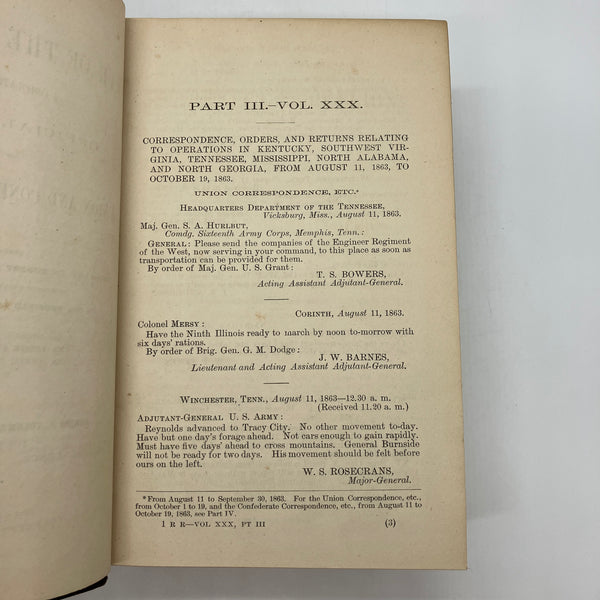 PART III.–VOL. XXX.
CORRESPONDENCE, ORDERS, AND RETURNS RELATING
TO OPERATIONS IN KENTUCKY, SOUTHWEST VIR-
GINIA, TENNESSEE, MISSISSIPPI, NORTH ALABAMA,
AND NORTH GEORGIA, FROM AUGUST 11, 1863, TO
OCTOBER 19, 1863.
UNION CORRESPONDENCE, ETC.*
HEADQUARTERS DEPARTMENT OF THE TENNESSEE,
Vicksburg, Miss., August 11, 1863.
Maj. Gen. S. A. HURLBUT,
Comdg. Sixteenth Army Corps, Memphis, Tenn.:
GENERAL: Please send the companies of the Engineer Regiment
of the West, now serving in your command, to this place as soon as
transportation can be provided for them.
By order of Maj. Gen. U. S. Grant:
T. S. BOWERS,
Acting Assistant Adjutant-General.
CORINTH, August 11, 1863.
Colonel MERSY:
Have the Ninth Illinois ready to march by noon to-morrow with
six days' rations.
By order of Brig. Gen. G. M. Dodge:
J. W. BARNES,
Lieutenant and Acting Assistant Adjutant-General.
WINCHESTER, TENN., August 11, 1863—12.30 a. m.
(Received 11.20 a. m.)
ADJUTANT-GENERAL U. S. ARMY:
Reynolds advanced to Tracy City. No other movement to-day.
Have but one day's forage ahead. Not cars enough to gain rapidly.
Must have five days' ahead to cross mountains. General Burnside
will not be ready for two days. His movement should be felt before
ours on the left.
W. S. ROSECRANS,
Major-General.
*From August 11 to September 30, 1863. For the Union Correspondence, etc.,
from October 1 to 19, and the Confederate Correspondence, etc., from August 11 to
October 19, 1863, see Part IV.
1 R R—VOL XXX, PT III (3)